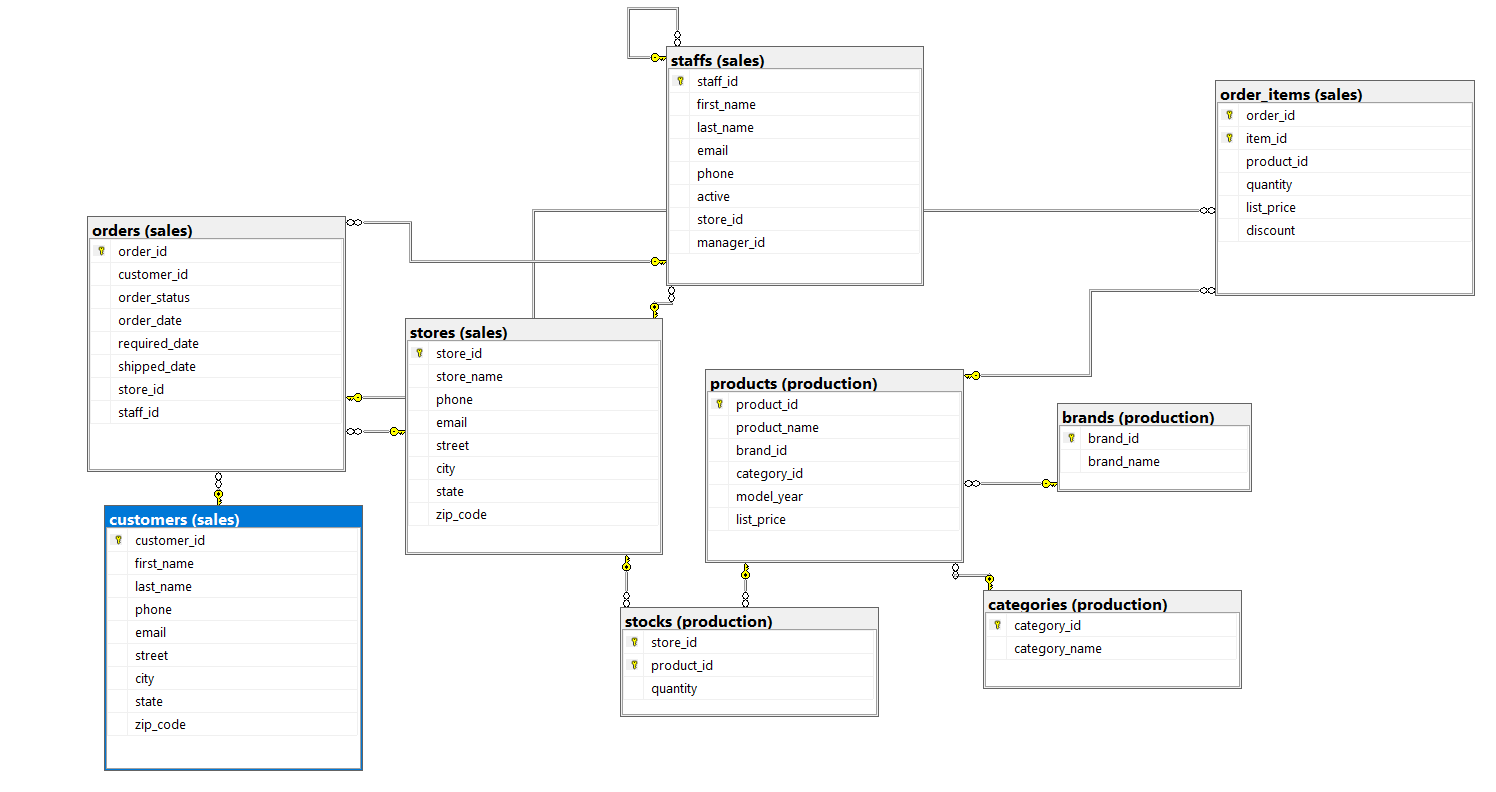 staffs (sales)
staff_id
first_name
last_name
email
phone
active
store_id
manager_id
order_items (sales)
order_id
item_id
product_id
quantity
list_price
discount
orders (sales)
order_id
customer_id
order_status
order_date
required_date
shipped_date
store_id
staff_id
stores (sales)
store_id
store_name
phone
email
street
city
state
zip_code
products (production)
product_id
product_name
brand_id
category_id
model_year
list_price
brands (production)
brand_id
brand_name
customers (sales)
customer_id
first_name
last_name
phone
email
street
city
state
zip_code
stocks (production)
store_id
product_id
quantity
categories (production)
category_id
category_name